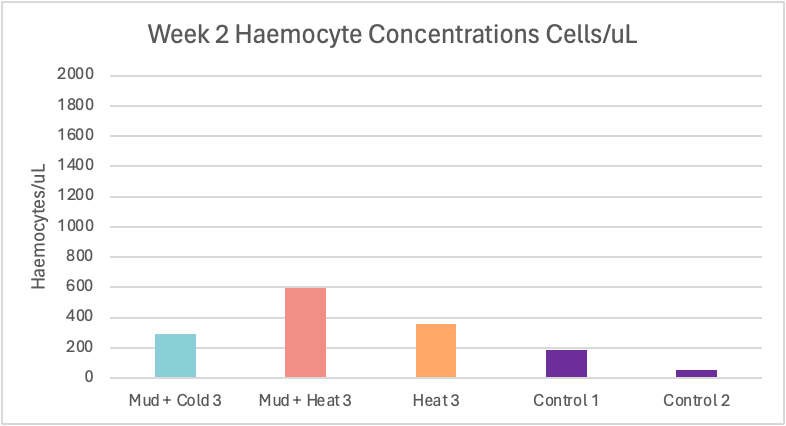 Week 2 Haemocyte Concentrations Cells/uL
Haemocytes/uL
2000
1800
1600
1400
1200
1000
800
600
400
200
0
Mud + Cold 3
Mud + Heat 3
Heat 3
Control 1
Control 2